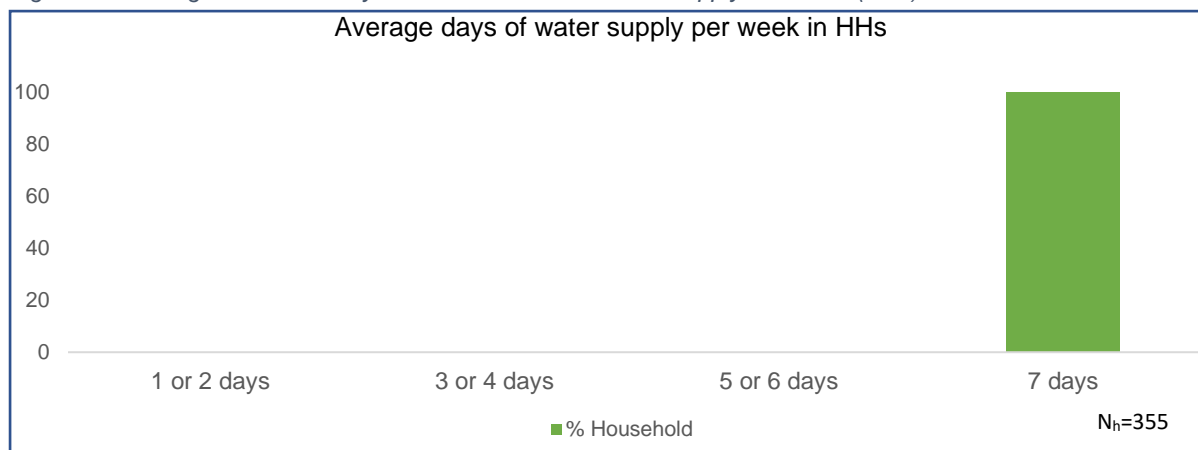 Average days of water supply per week in HHs
100
80
60
40
20
0
1 or 2 days 3 or 4 days 5 or 6 days 7 days
% Household
Nₕ=355